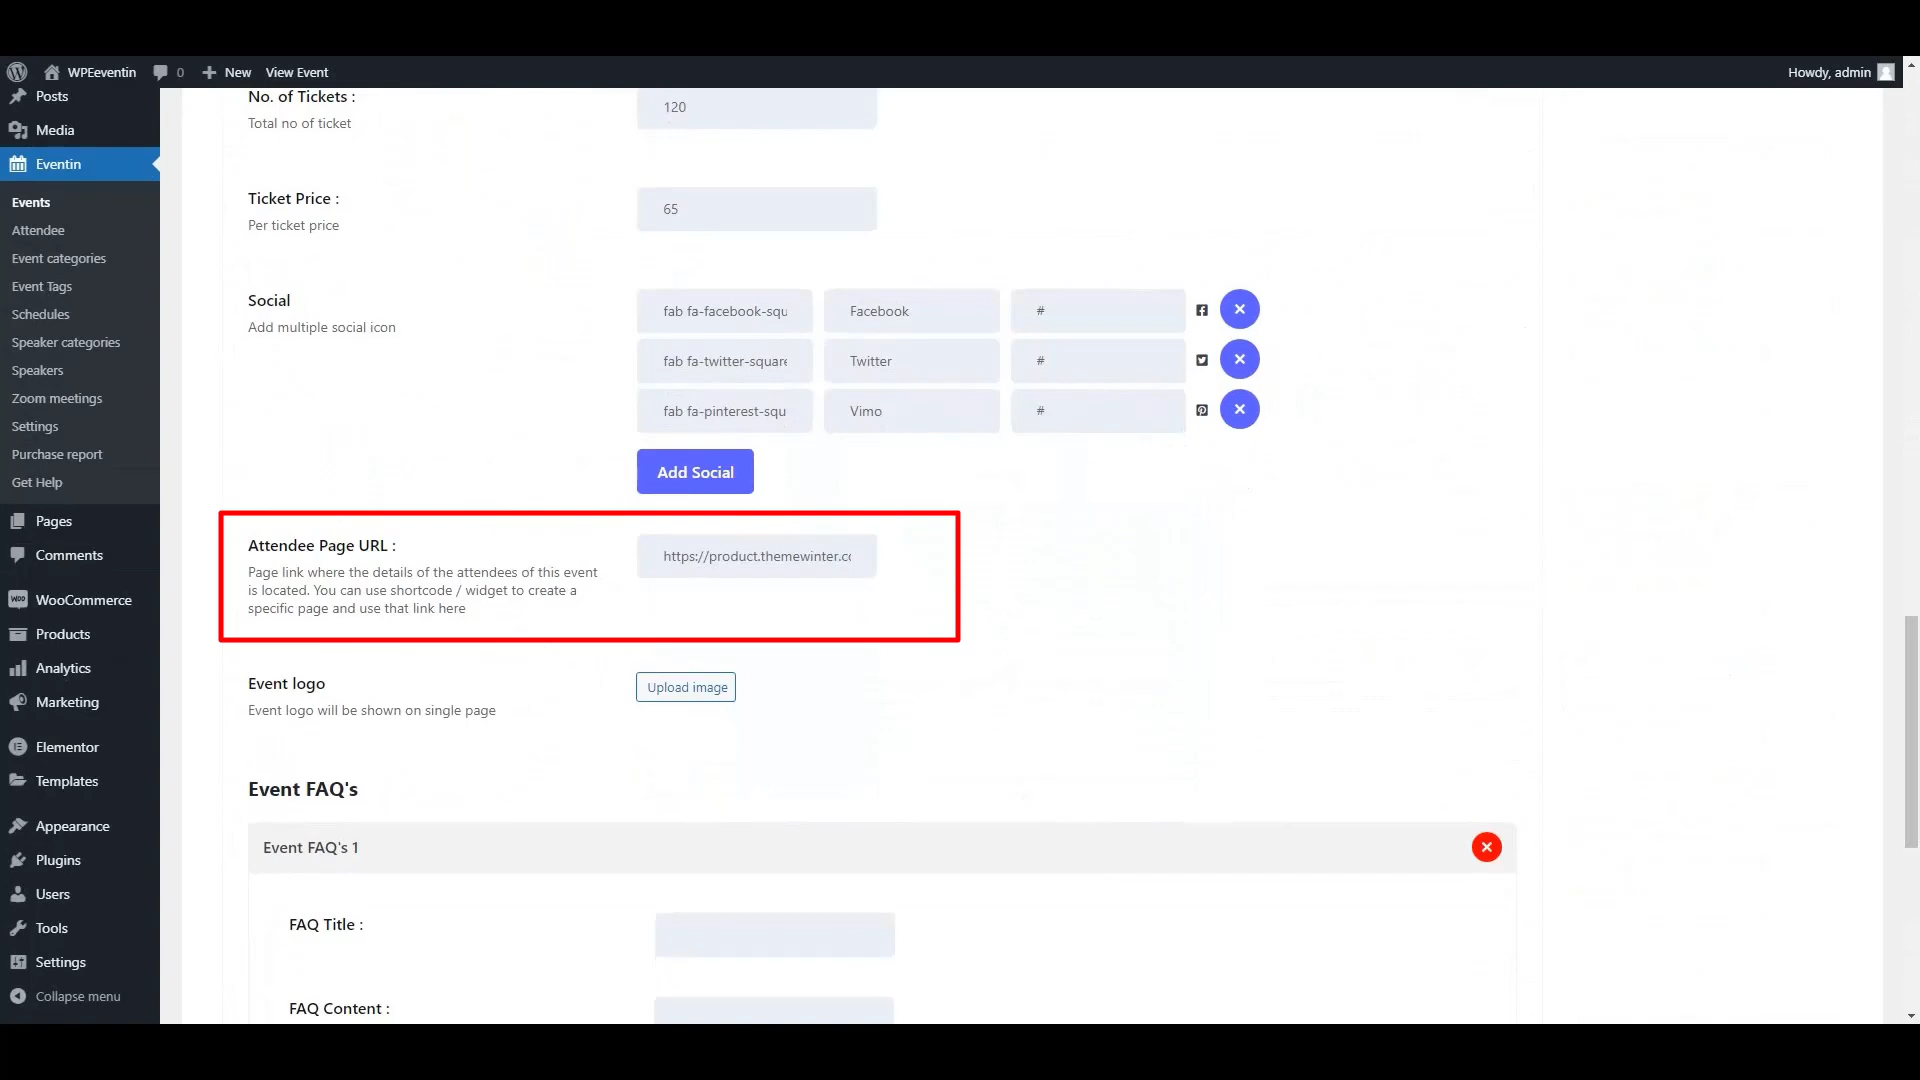 WPEeventin
0
New
View Event
Howdy, admin
Posts
Media
Eventin
Events
Attendee
Event categories
Event Tags
Schedules
Speaker categories
Speakers
Zoom meetings
Settings
Purchase report
Get Help
Pages
Comments
WooCommerce
Products
Analytics
Marketing
Elementor
Templates
Appearance
Plugins
Users
Tools
Settings
Collapse menu
No. of Tickets :
Total no of ticket
120
Ticket Price :
Per ticket price
65
Social
Add multiple social icon
fab fa-facebook-squ Facebook #
fab fa-twitter-square Twitter #
fab fa-pinterest-squ Vimo #
Add Social
Attendee Page URL :
Page link where the details of the attendees of this event
is located. You can use shortcode / widget to create a
specific page and use that link here
https://product.themewinter.co
Event logo
Event logo will be shown on single page
Upload image
Event FAQ's
Event FAQ's 1
FAQ Title :
FAQ Content :